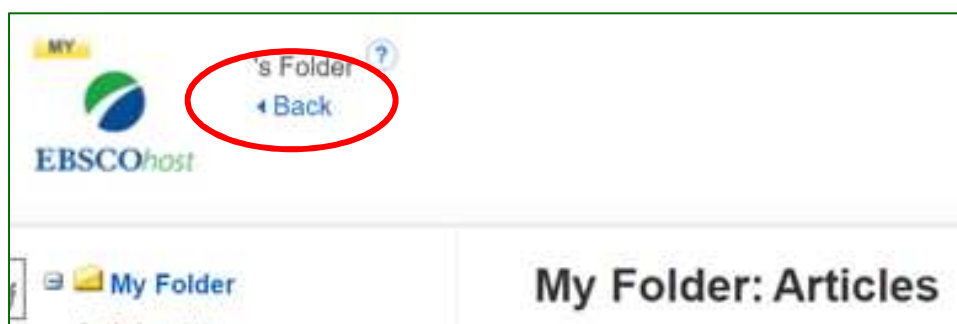 MY
's Folder ?
Back
EBSCOhost
My Folder
My Folder: Articles